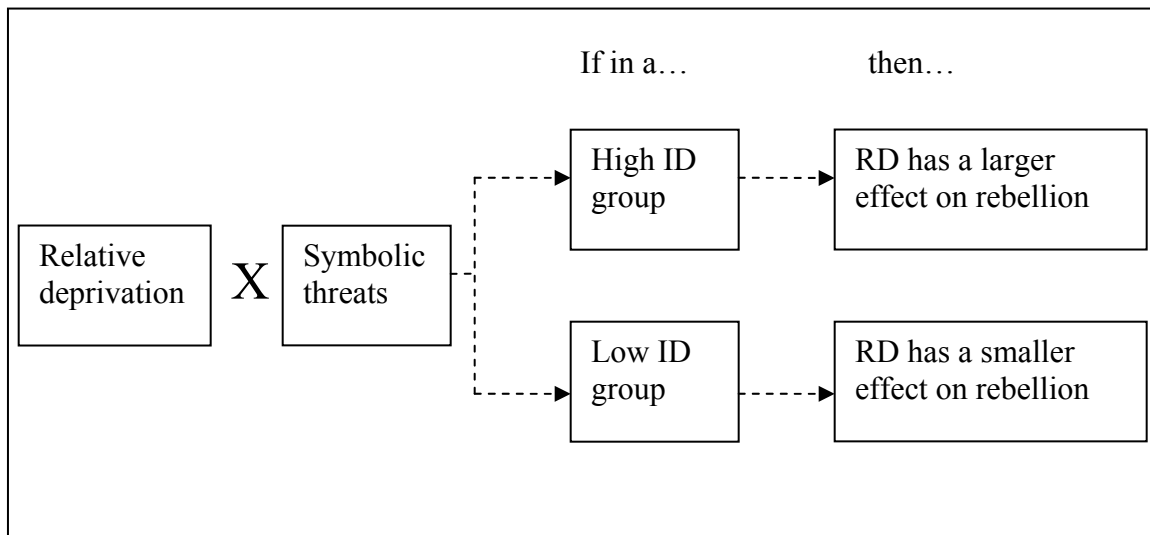 If in a… then…
High ID
group
RD has a larger
effect on rebellion
Relative
deprivation
X
Symbolic
threats
Low ID
group
RD has a smaller
effect on rebellion